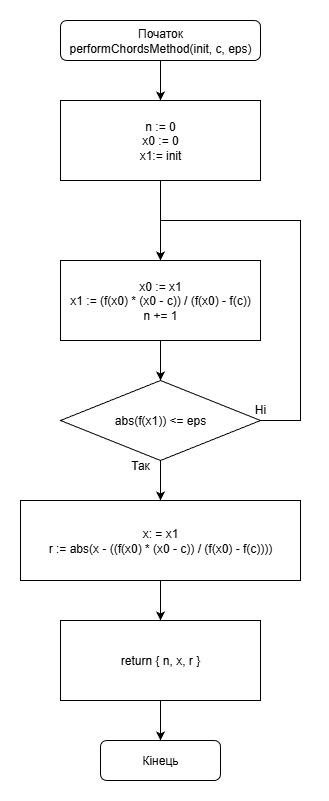 Початок
performChordsMethod(init, c, eps)
n := 0
x0 := 0
x1:= init
x0 := x1
x1 := (f(x0) * (x0 - c)) / (f(x0) - f(c))
n += 1
abs(f(x1)) <= eps
Ні
Так
x: = x1
r := abs(x - ((f(x0) * (x0 - c)) / (f(x0) - f(c))))
return { n, x, r }
Кінець